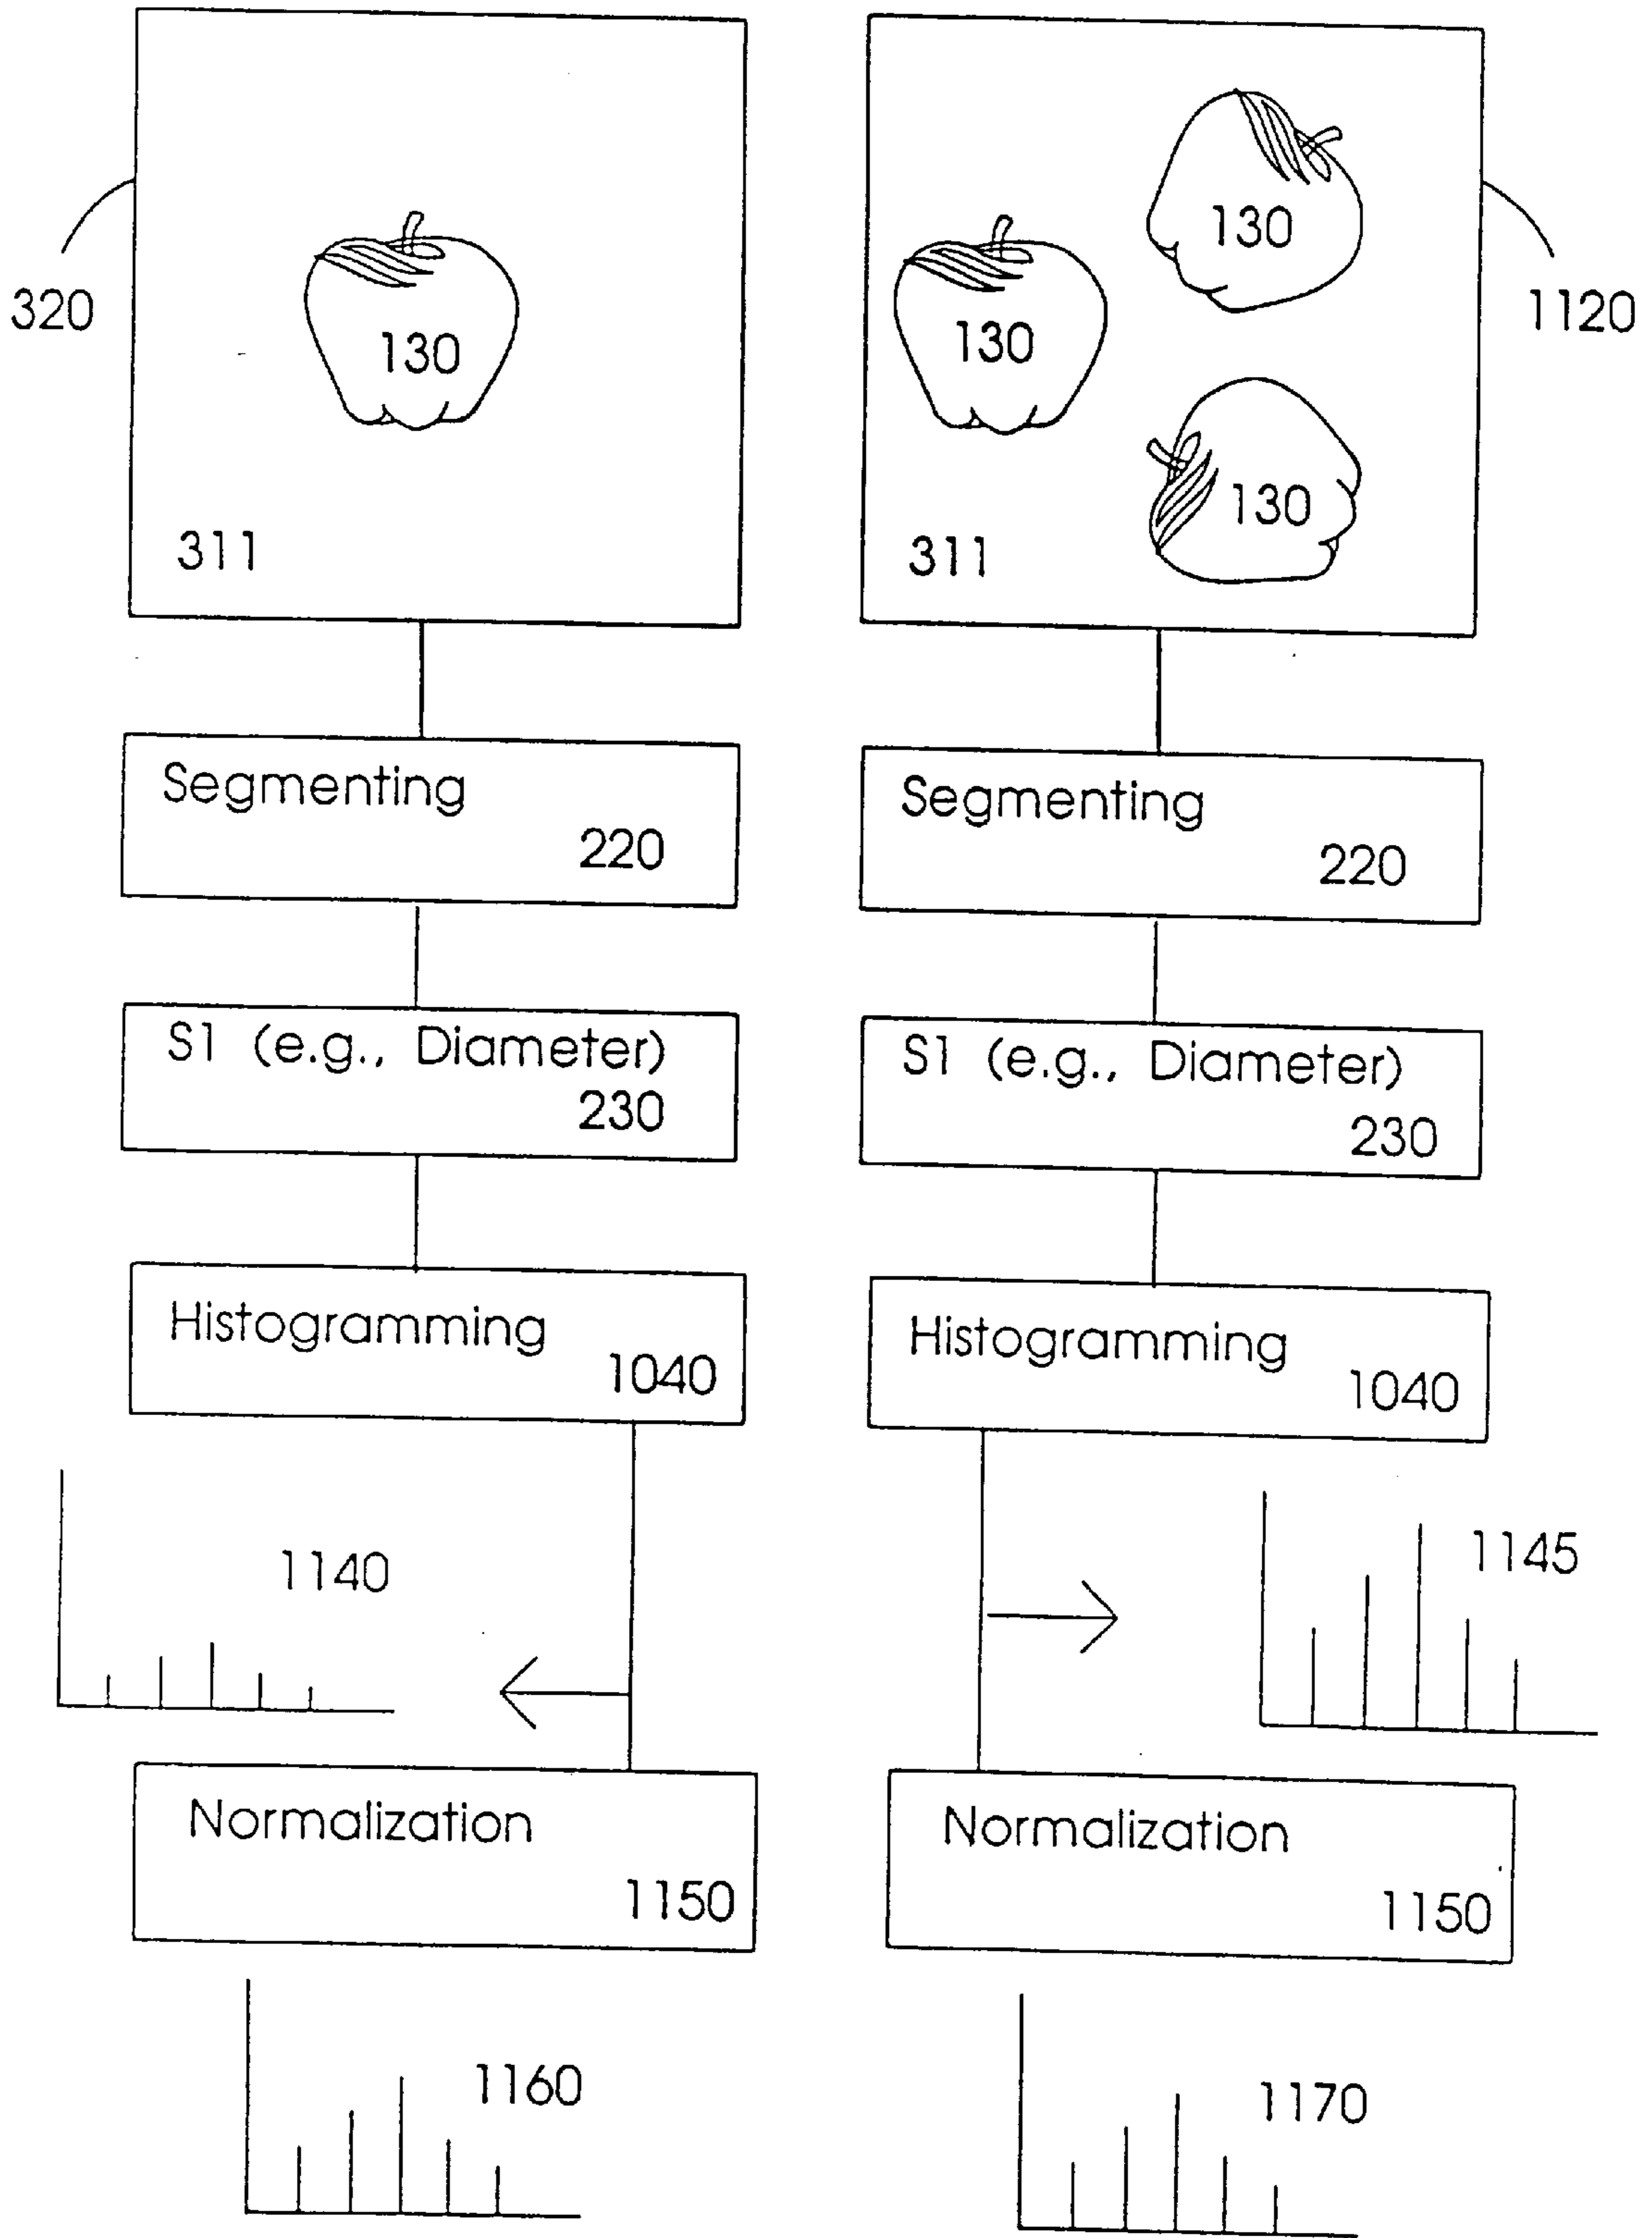 320
130
311
130
130
130
311
1120
Segmenting
220
S1 (e.g., Diameter)
230
Histogramming
1040
1140
Normalization
1150
1160
Segmenting
220
S1 (e.g., Diameter)
230
Histogramming
1040
1145
Normalization
1150
1170